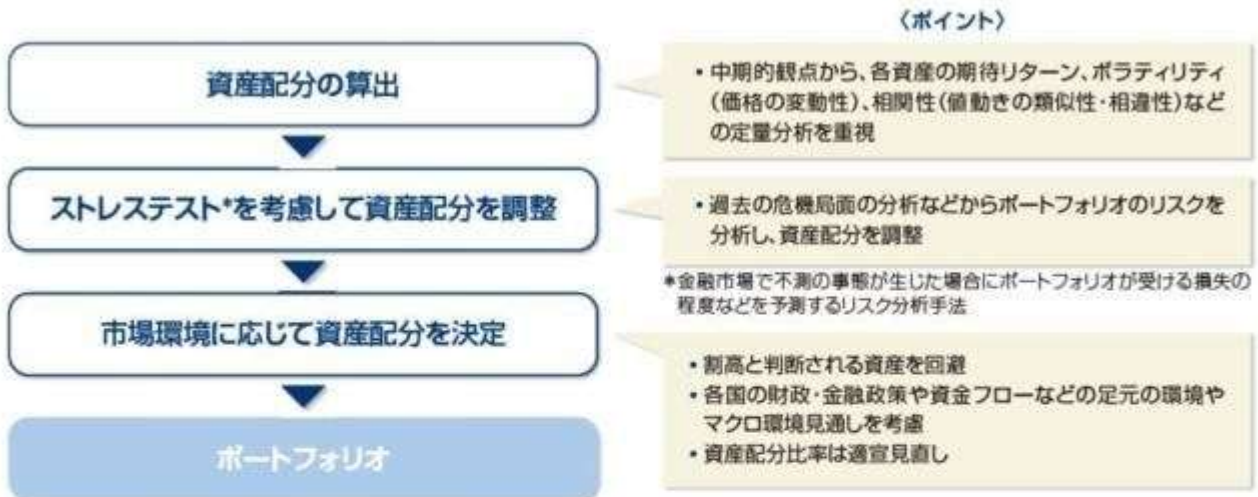 〈ポイント〉
資産配分の算出
・中期的観点から、各資産の期待リターン、ボラティリティ
(価格の変動性)、相関性(値動きの類似性・相違性)など
の定量分析を重視
ストレステスト*を考慮して資産配分を調整
・過去の危機局面の分析などからポートフォリオのリスクを
分析し、資産配分を調整
*金融市場で不測の事態が生じた場合にポートフォリオが受ける損失の
程度などを予測するリスク分析手法
市場環境に応じて資産配分を決定
・割高と判断される資産を回避
・各国の財政・金融政策や資金フローなどの足元の環境や
マクロ環境見通しを考慮
・資産配分比率は適宜見直し
ポートフォリオ